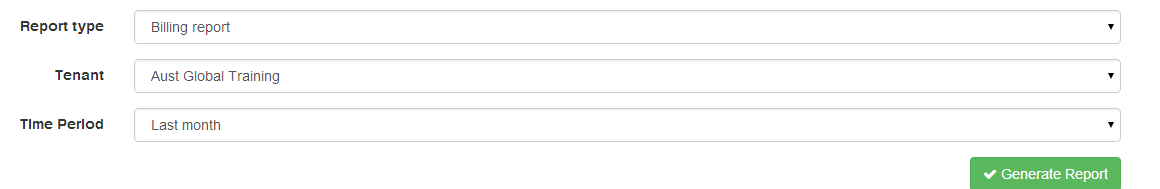 Report type Billing report
Tenant Aust Global Training
Time Period Last month
Generate Report